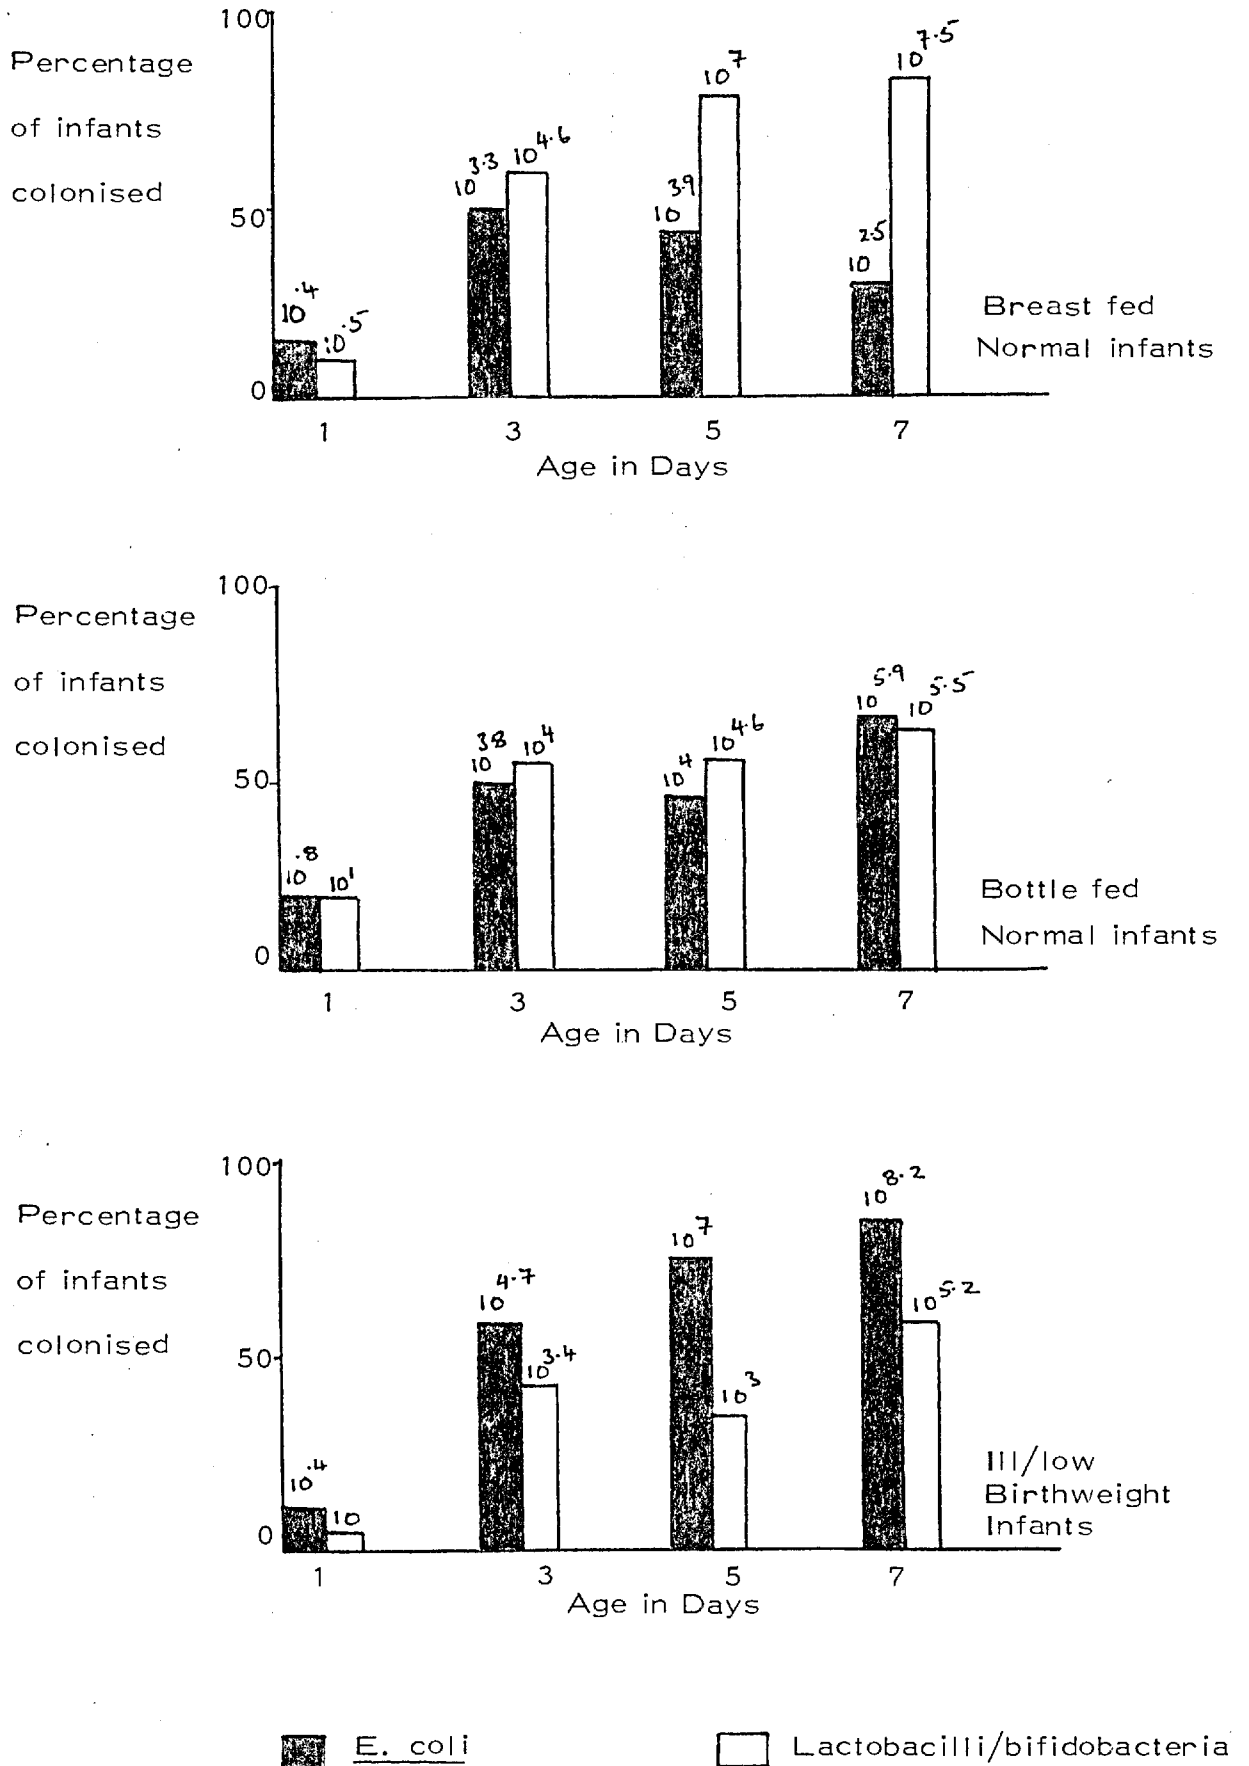 100
Percentage
of infants
colonised
50
0
10^.4
10^.5
10^3.3
10^4.6
10^3.9
10^7
10^2.5
10^7.5
Breast fed
Normal infants
1 3 5 7
Age in Days
100
Percentage
of infants
colonised
50
0
10^.8
10^1
10^3.8
10^4
10^4
10^4.6
10^5.9
10^5.5
Bottle fed
Normal infants
1 3 5 7
Age in Days
100
Percentage
of infants
colonised
50
0
10^.4
10
10^4.7
10^3.4
10^7
10^3
10^8.2
10^5.2
Ill/low
Birthweight
Infants
1 3 5 7
Age in Days
E. coli Lactobacilli/bifidobacteria